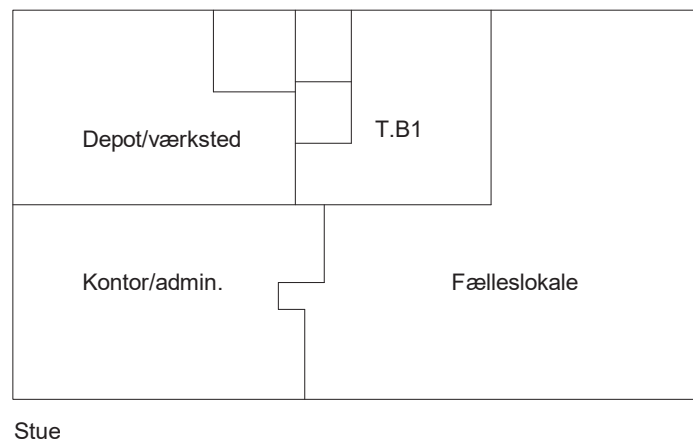 Depot/værksted
T.B1
Kontor/admin.
Fælleslokale
Stue